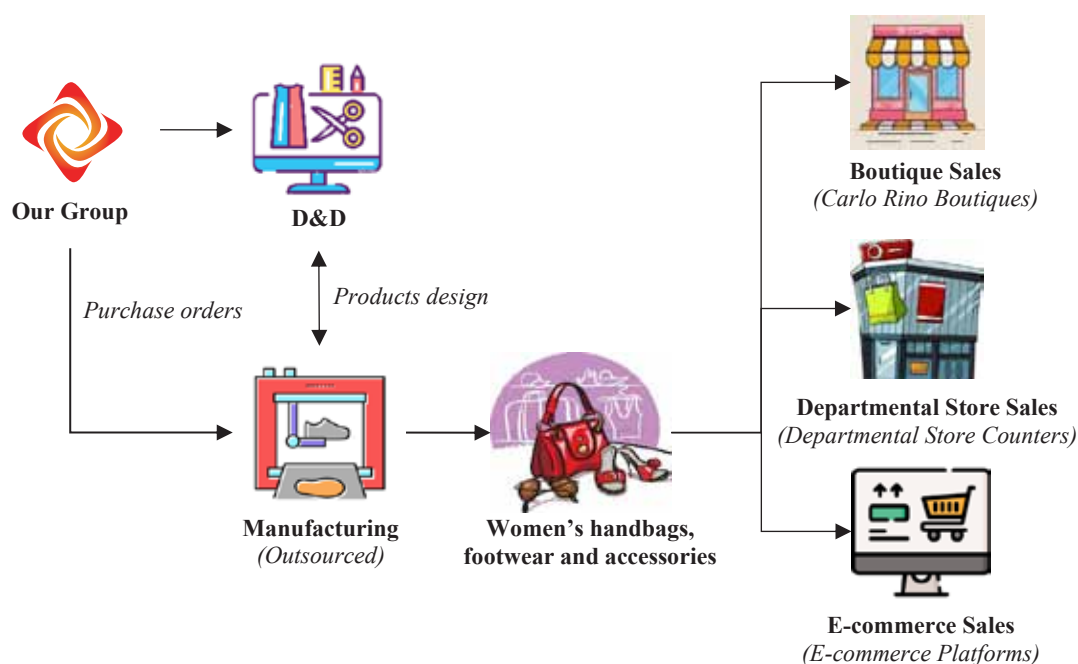 Our Group
D&D
Purchase orders
Products design
Manufacturing
(Outsourced)
Women’s handbags,
footwear and accessories
Boutique Sales
(Carlo Rino Boutiques)
Departmental Store Sales
(Departmental Store Counters)
E-commerce Sales
(E-commerce Platforms)